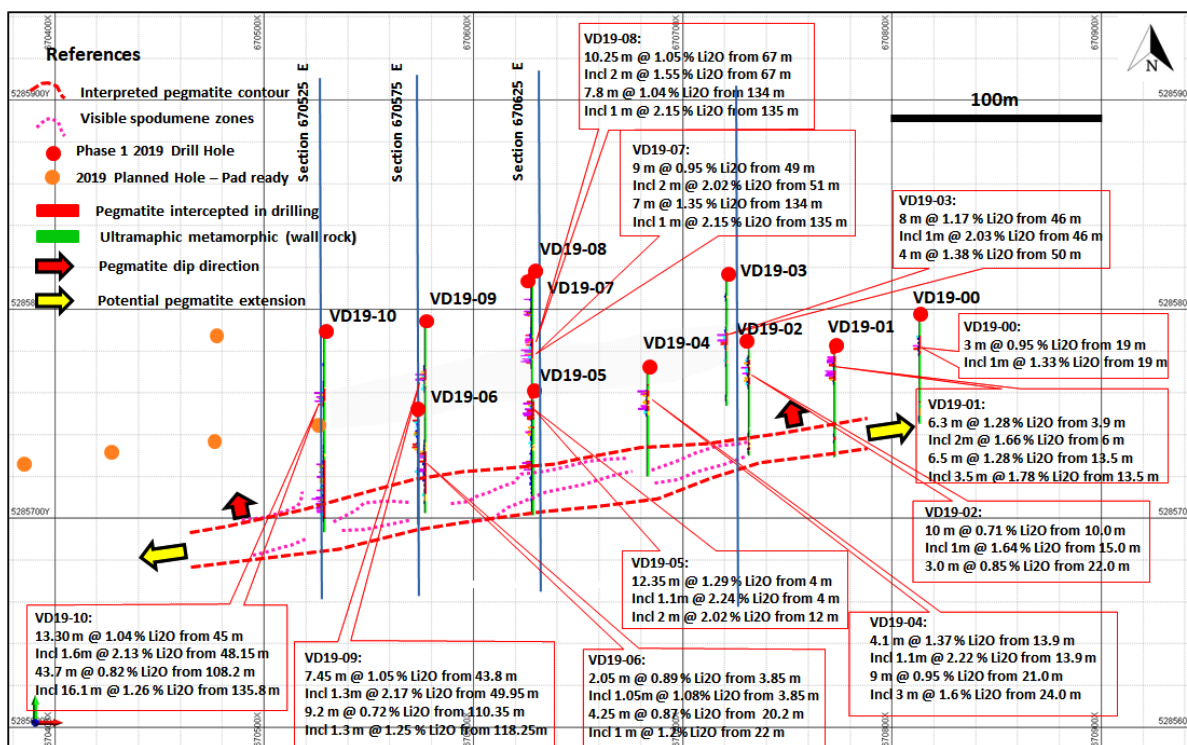 670400X
670500X
670600X
670700X
670800X
670900X
References
Interpreted pegmatite contour
Visible spodumene zones
Phase 1 2019 Drill Hole
2019 Planned Hole – Pad ready
Pegmatite intercepted in drilling
Ultramaphic metamorphic (wall rock)
Pegmatite dip direction
Potential pegmatite extension
5285900Y
Section 670525 E
Section 670575 E
Section 670625 E
VD19-08:
10.25 m @ 1.05 % Li2O from 67 m
Incl 2 m @ 1.55 % Li2O from 67 m
7.8 m @ 1.04 % Li2O from 134 m
Incl 1 m @ 2.15 % Li2O from 135 m
N
100m
VD19-07:
9 m @ 0.95 % Li2O from 49 m
Incl 2 m @ 2.02 % Li2O from 51 m
7 m @ 1.35 % Li2O from 134 m
Incl 1 m @ 2.15 % Li2O from 135 m
VD19-03:
8 m @ 1.17 % Li2O from 46 m
Incl 1m @ 2.03 % Li2O from 46 m
4 m @ 1.38 % Li2O from 50 m
VD19-08
VD19-07
VD19-03
VD19-09
VD19-10
VD19-00
VD19-02
VD19-01
VD19-04
VD19-05
VD19-06
VD19-00:
3 m @ 0.95 % Li2O from 19 m
Incl 1m @ 1.33 % Li2O from 19 m
VD19-01:
6.3 m @ 1.28 % Li2O from 3.9 m
Incl 2m @ 1.66 % Li2O from 6 m
6.5 m @ 1.28 % Li2O from 13.5 m
Incl 3.5 m @ 1.78 % Li2O from 13.5 m
5285700Y
VD19-02:
10 m @ 0.71 % Li2O from 10.0 m
Incl 1m @ 1.64 % Li2O from 15.0 m
3.0 m @ 0.85 % Li2O from 22.0 m
VD19-05:
12.35 m @ 1.29 % Li2O from 4 m
Incl 1.1m @ 2.24 % Li2O from 4 m
Incl 2 m @ 2.02 % Li2O from 12 m
VD19-10:
13.30 m @ 1.04 % Li2O from 45 m
Incl 1.6m @ 2.13 % Li2O from 48.15 m
43.7 m @ 0.82 % Li2O from 108.2 m
Incl 16.1 m @ 1.26 % Li2O from 135.8 m
VD19-09:
7.45 m @ 1.05 % Li2O from 43.8 m
Incl 1.3m @ 2.17 % Li2O from 49.95 m
9.2 m @ 0.72 % Li2O from 110.35 m
Incl 1.3 m @ 1.25 % Li2O from 118.25m
VD19-06:
2.05 m @ 0.89 % Li2O from 3.85 m
Incl 1.05m @ 1.08% Li2O from 3.85 m
4.25 m @ 0.87 % Li2O from 20.2 m
Incl 1 m @ 1.2% Li2O from 22 m
VD19-04:
4.1 m @ 1.37 % Li2O from 13.9 m
Incl 1.1m @ 2.22 % Li2O from 13.9 m
9 m @ 0.95 % Li2O from 21.0 m
Incl 3 m @ 1.6 % Li2O from 24.0 m